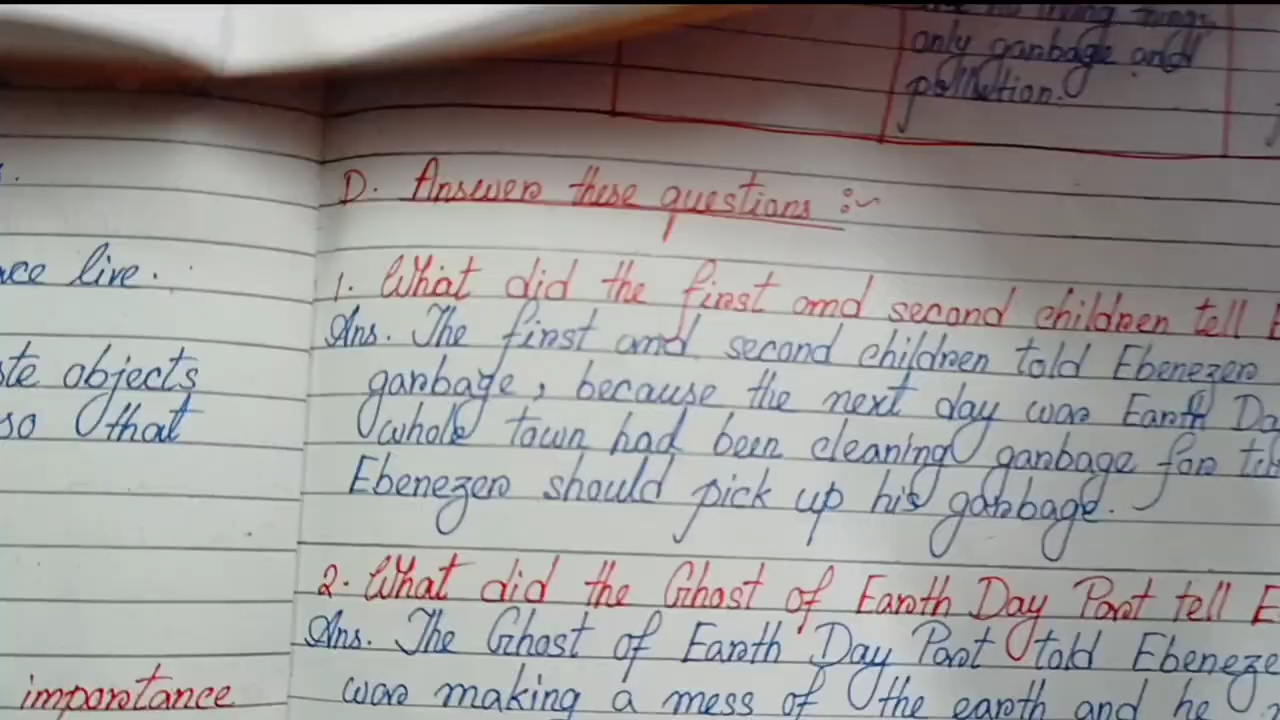 only garbage and
pollution.
D. Answer these questions :-
live.
1. What did the first and second children tell
Ans. The first and second children told Ebenezer
objects
garbage, because the next day was Earth Da
so that
whole town had been cleaning garbage for
Ebenezer should pick up his garbage.
2. What did the Ghost of Earth Day Past tell E
Ans. The Ghost of Earth Day Past told Ebeneze
importance
was making a mess of the earth and he